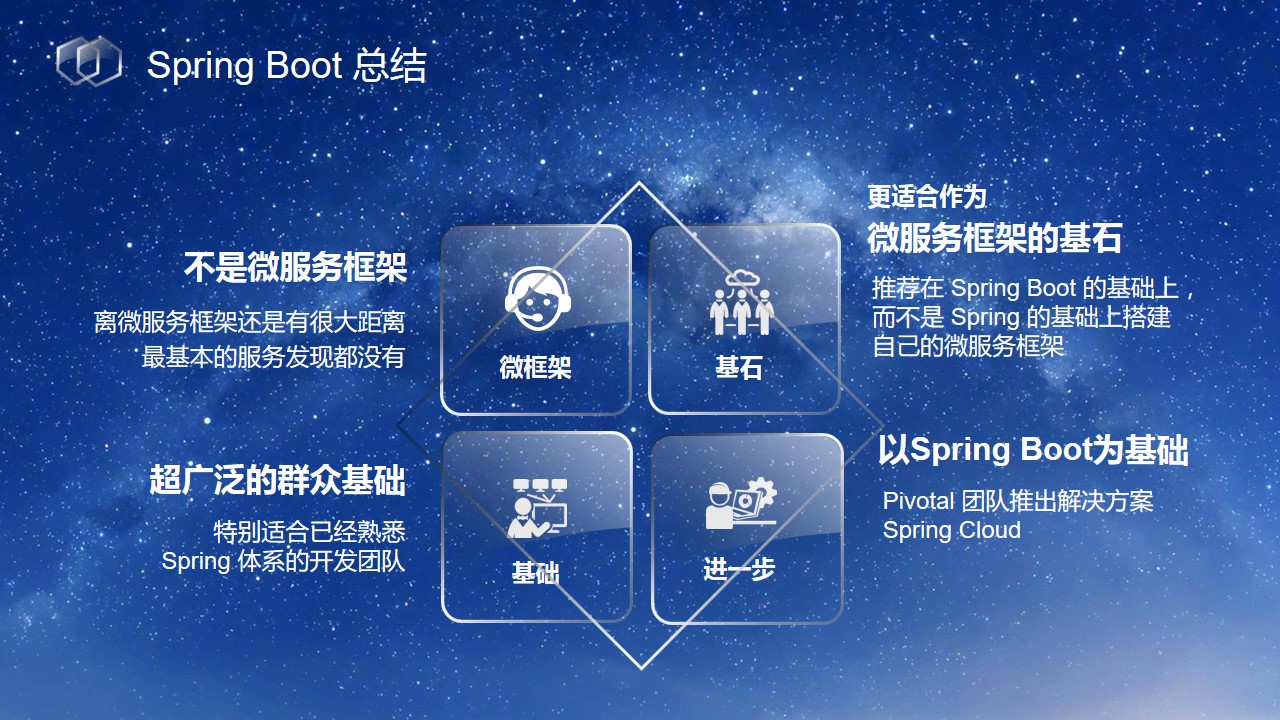 Spring Boot 总结
不是微服务框架
离微服务框架还是有很大距离
最基本的服务发现都没有
微框架
基石
更适合作为
微服务框架的基石
推荐在 Spring Boot 的基础上，
而不是 Spring 的基础上搭建
自己的微服务框架
超广泛的群众基础
特别适合已经熟悉
Spring 体系的开发团队
基础
进一步
以Spring Boot为基础
Pivotal 团队推出解决方案
Spring Cloud